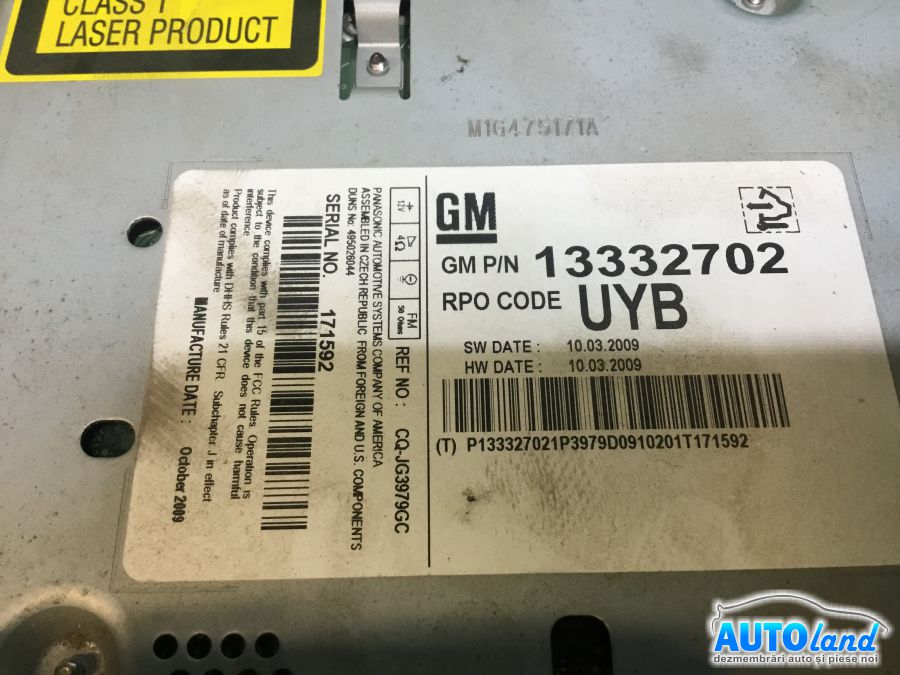 CLASS 1
LASER PRODUCT
M1G475171A
GM
GM P/N 13332702
RPO CODE UYB
SW DATE : 10.03.2009
HW DATE : 10.03.2009
(T) P133327021P3979D0910201T171592
+ 12V
4Ω
FM 50 Ohms
REF NO : CQ-JG3979GC
PANASONIC AUTOMOTIVE SYSTEMS COMPANY OF AMERICA
ASSEMBLED IN CZECH REPUBLIC FROM FOREIGN AND U.S. COMPONENTS
DUNS No. 495026044
SERIAL NO. 171592
This device complies with part 15 of the FCC Rules. Operation is
subject to the condition that this device does not cause harmful
interference
Product complies with DHHS Rules 21 CFR Subchapter J in effect
as of date of manufacture
MANUFACTURE DATE : October 2009
AUTOland
dezmembrări auto și piese noi